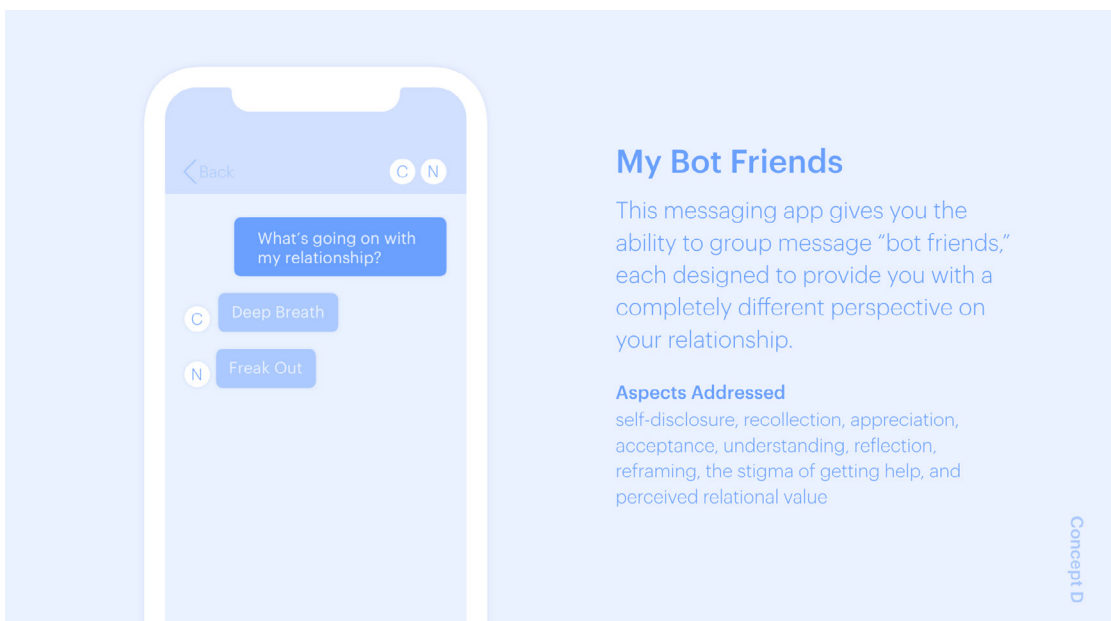 Back
C N
What’s going on with
my relationship?
C
Deep Breath
N
Freak Out
My Bot Friends
This messaging app gives you the
ability to group message “bot friends,”
each designed to provide you with a
completely different perspective on
your relationship.
Aspects Addressed
self-disclosure, recollection, appreciation,
acceptance, understanding, reflection,
reframing, the stigma of getting help, and
perceived relational value
Concept D